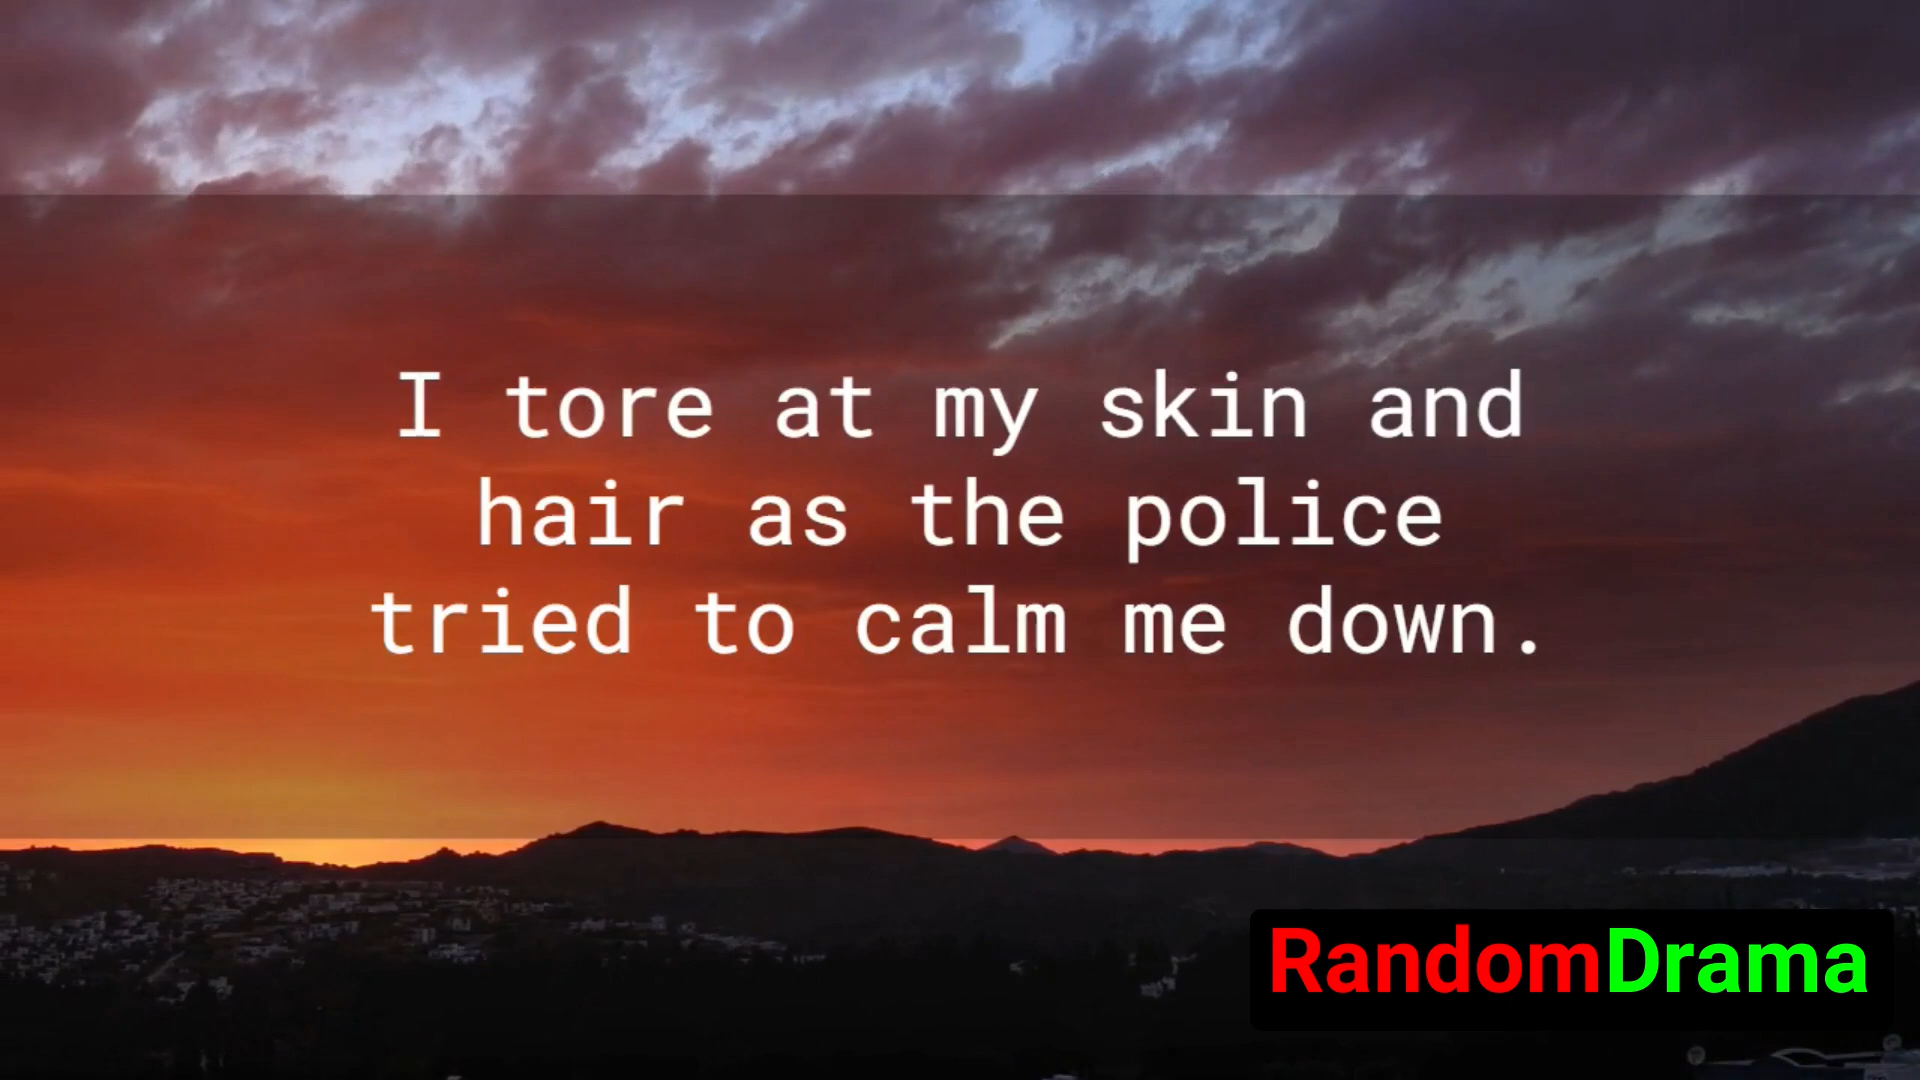 I tore at my skin and
hair as the police
tried to calm me down.
RandomDrama